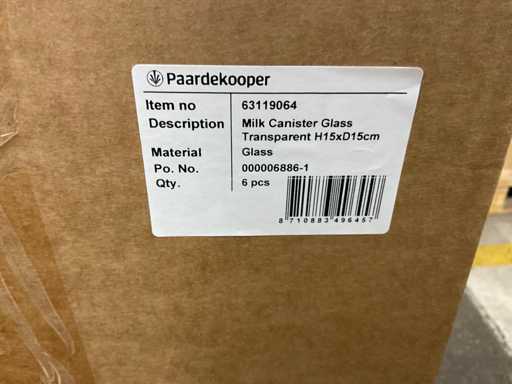 Paardekooper
Item no 63119064
Description Milk Canister Glass
Transparent H15xD15cm
Material Glass
Po. No. 000006886-1
Qty. 6 pcs
8 710883 496457